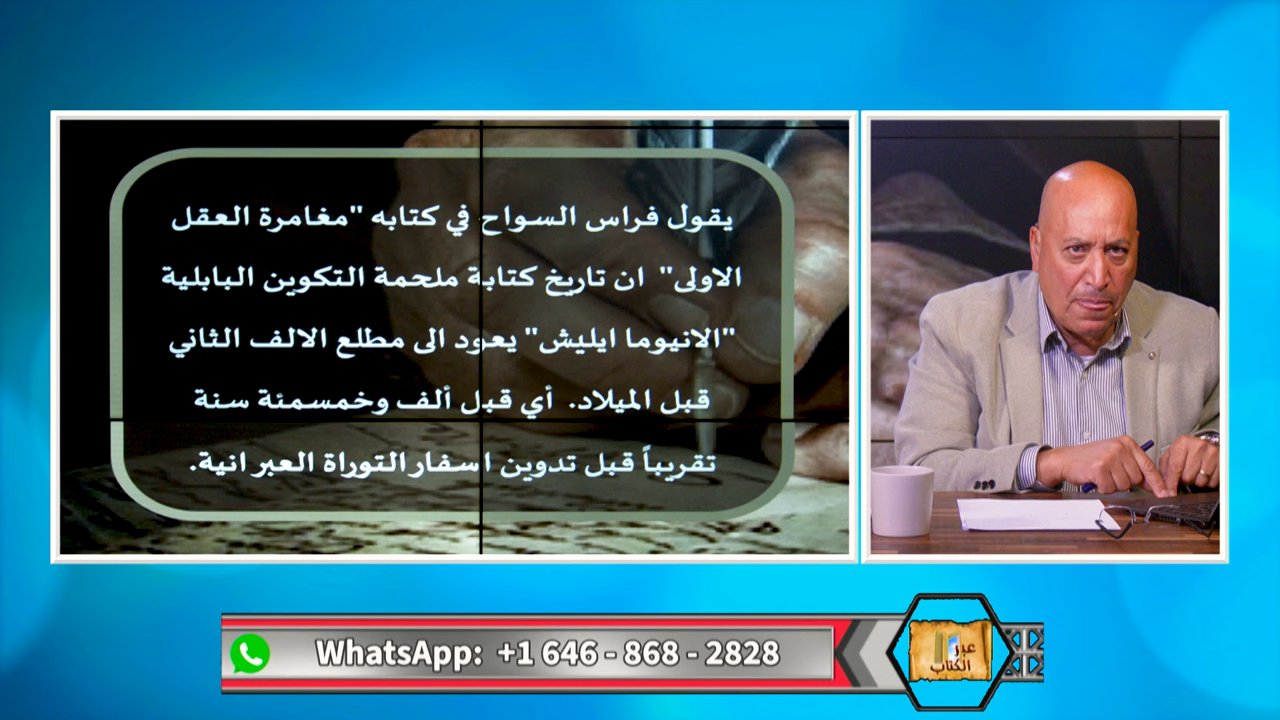 يقول فراس السواح في كتابه "مغامرة العقل
الاولى" ان تاريخ كتابة ملحمة التكوين البابلية
"الانيوما ايليش" يعود الى مطلع الالف الثاني
قبل الميلاد. أي قبل ألف وخمسمئة سنة
تقريباً قبل تدوين اسفار التوراة العبرانية.
WhatsApp: +1 646 - 868 - 2828
عبر
الكتاب